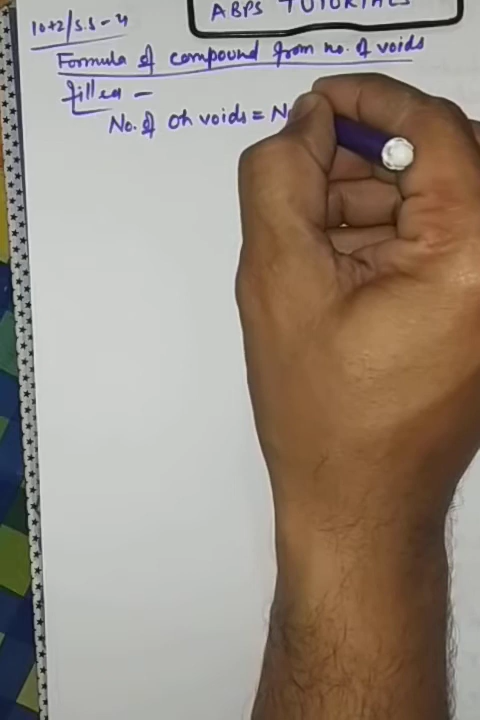 ABPS TUTORIALS
10+2/S.S-4
Formula of compound from no. of voids
filled -
No. of Oh voids = N